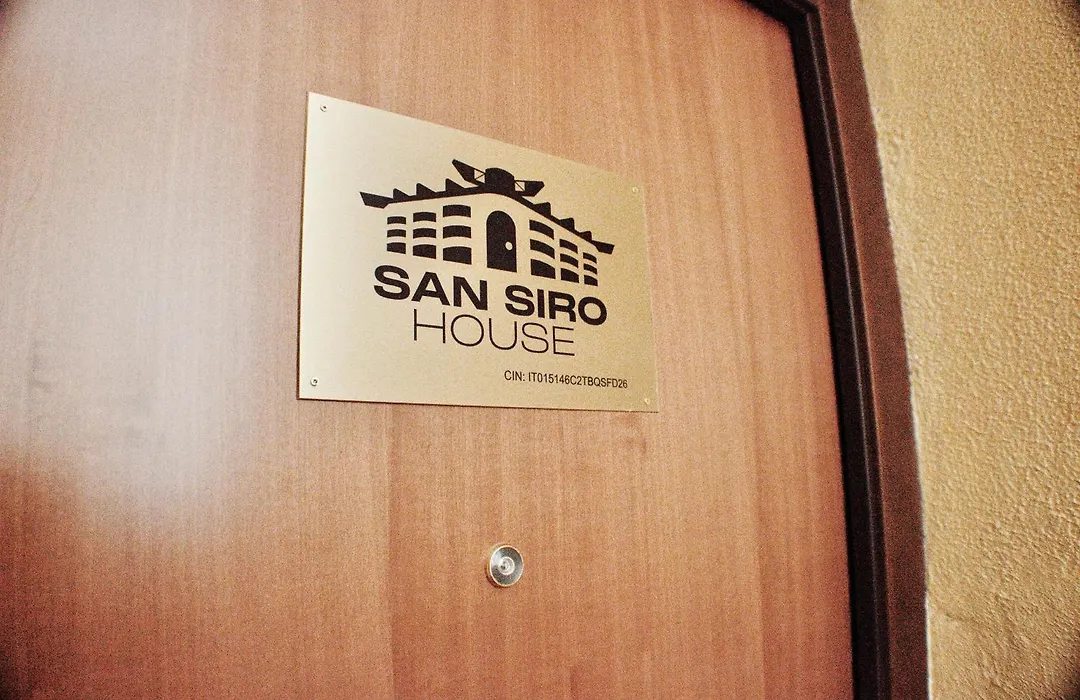 SAN SIRO
HOUSE
CIN: IT015146C2TBQSFD26